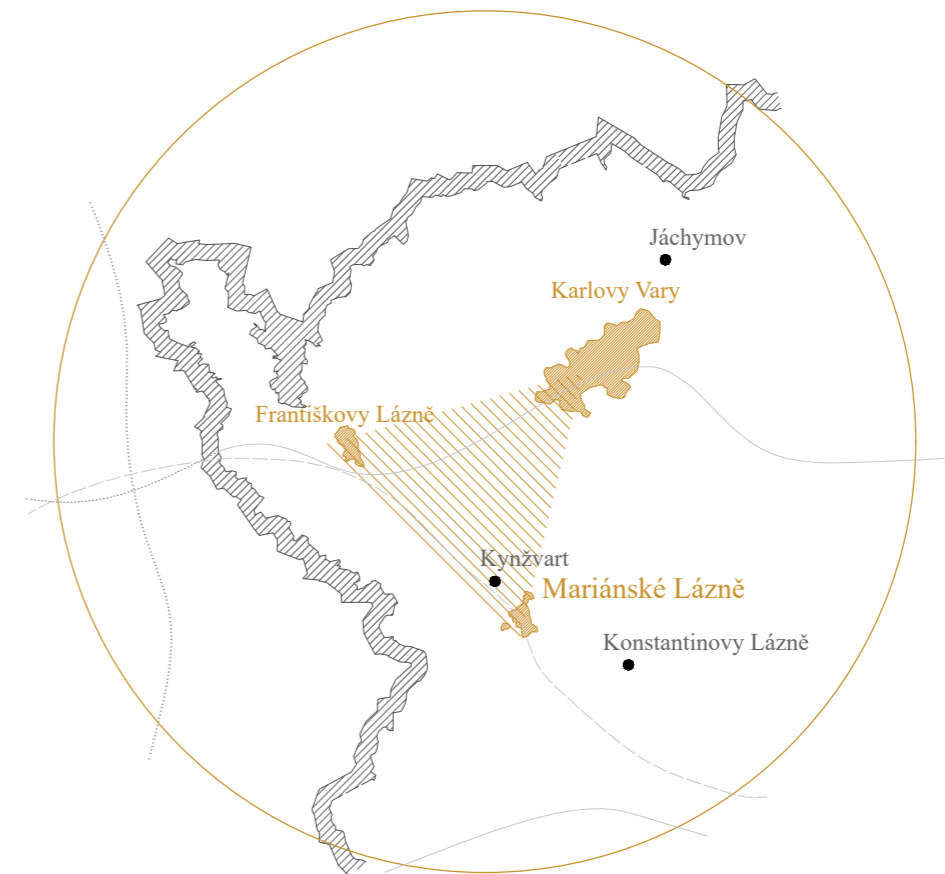 Jáchymov
Karlovy Vary
Františkovy Lázně
Kynžvart
Mariánské Lázně
Konstantinovy Lázně